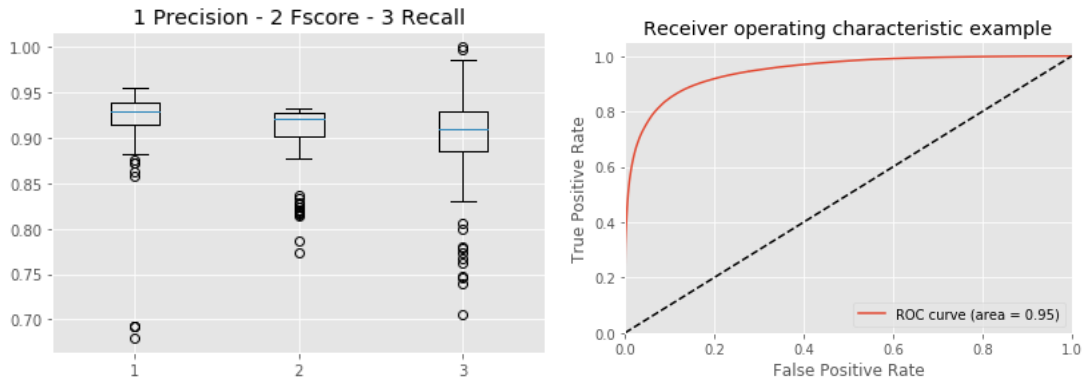 1 Precision - 2 Fscore - 3 Recall
1.00
0.95
0.90
0.85
0.80
0.75
0.70
1 2 3
Receiver operating characteristic example
True Positive Rate
1.0
0.8
0.6
0.4
0.2
0.0
ROC curve (area = 0.95)
0.0 0.2 0.4 0.6 0.8 1.0
False Positive Rate